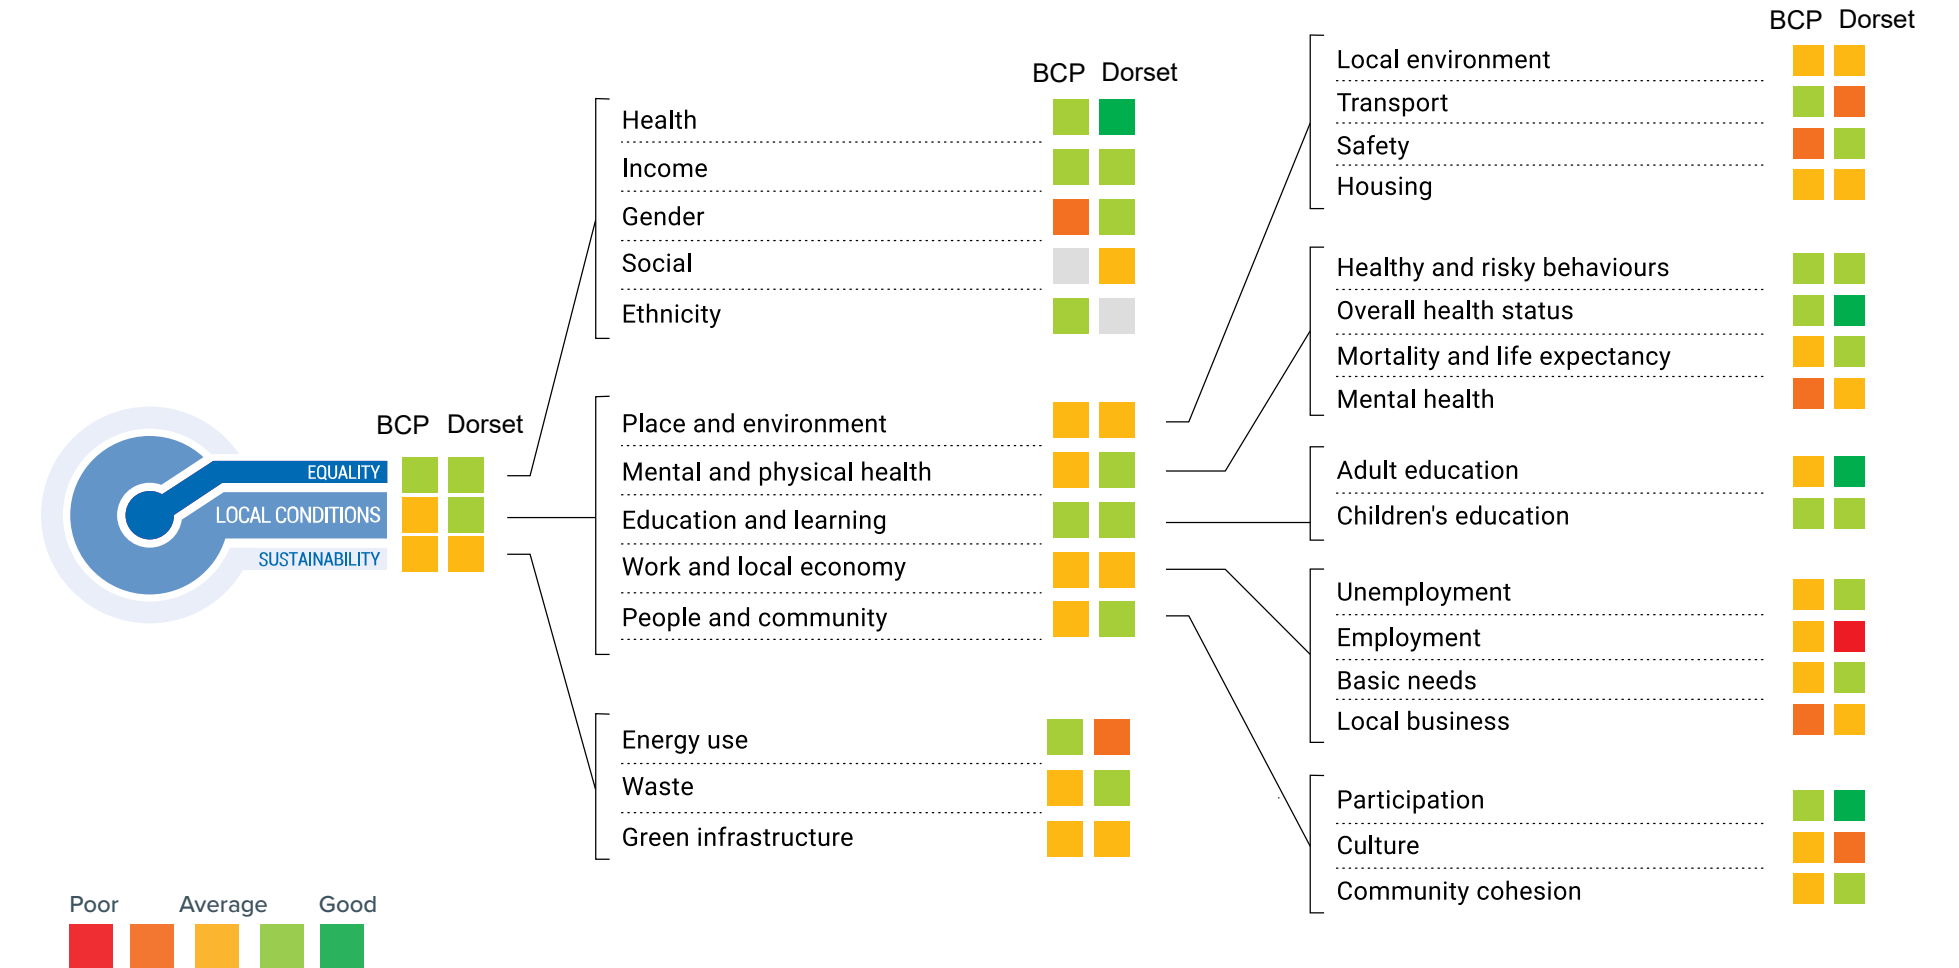 BCP Dorset
EQUALITY
LOCAL CONDITIONS
SUSTAINABILITY
BCP Dorset
Health
Income
Gender
Social
Ethnicity
Place and environment
Mental and physical health
Education and learning
Work and local economy
People and community
Energy use
Waste
Green infrastructure
BCP Dorset
Local environment
Transport
Safety
Housing
Healthy and risky behaviours
Overall health status
Mortality and life expectancy
Mental health
Adult education
Children's education
Unemployment
Employment
Basic needs
Local business
Participation
Culture
Community cohesion
Poor Average Good